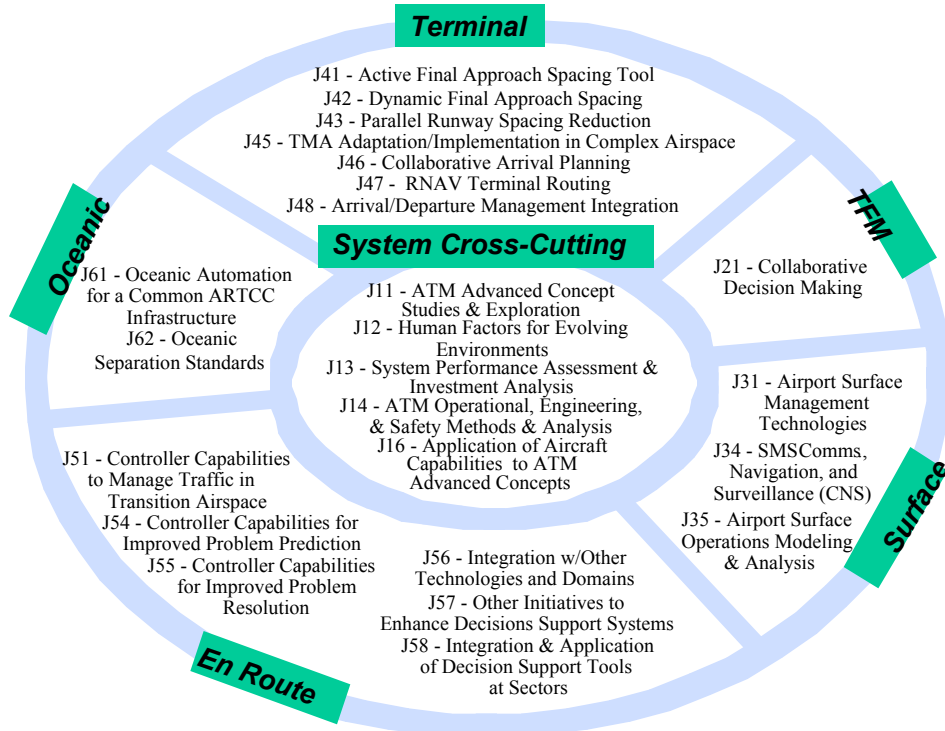 Terminal
J41 - Active Final Approach Spacing Tool
J42 - Dynamic Final Approach Spacing
J43 - Parallel Runway Spacing Reduction
J45 - TMA Adaptation/Implementation in Complex Airspace
J46 - Collaborative Arrival Planning
J47 - RNAV Terminal Routing
J48 - Arrival/Departure Management Integration
Oceanic
J61 - Oceanic Automation
for a Common ARTCC
Infrastructure
J62 - Oceanic
Separation Standards
System Cross-Cutting
J11 - ATM Advanced Concept
Studies & Exploration
J12 - Human Factors for Evolving
Environments
J13 - System Performance Assessment &
Investment Analysis
J14 - ATM Operational, Engineering,
& Safety Methods & Analysis
J16 - Application of Aircraft
Capabilities to ATM
Advanced Concepts
TFM
J21 - Collaborative
Decision Making
J31 - Airport Surface
Management
Technologies
J34 - SMSComms,
Navigation, and
Surveillance (CNS)
J35 - Airport Surface
Operations Modeling
& Analysis
Surface
J51 - Controller Capabilities
to Manage Traffic in
Transition Airspace
J54 - Controller Capabilities for
Improved Problem Prediction
J55 - Controller Capabilities
for Improved Problem
Resolution
J56 - Integration w/Other
Technologies and Domains
J57 - Other Initiatives to
Enhance Decisions Support Systems
J58 - Integration & Application
of Decision Support Tools
at Sectors
En Route